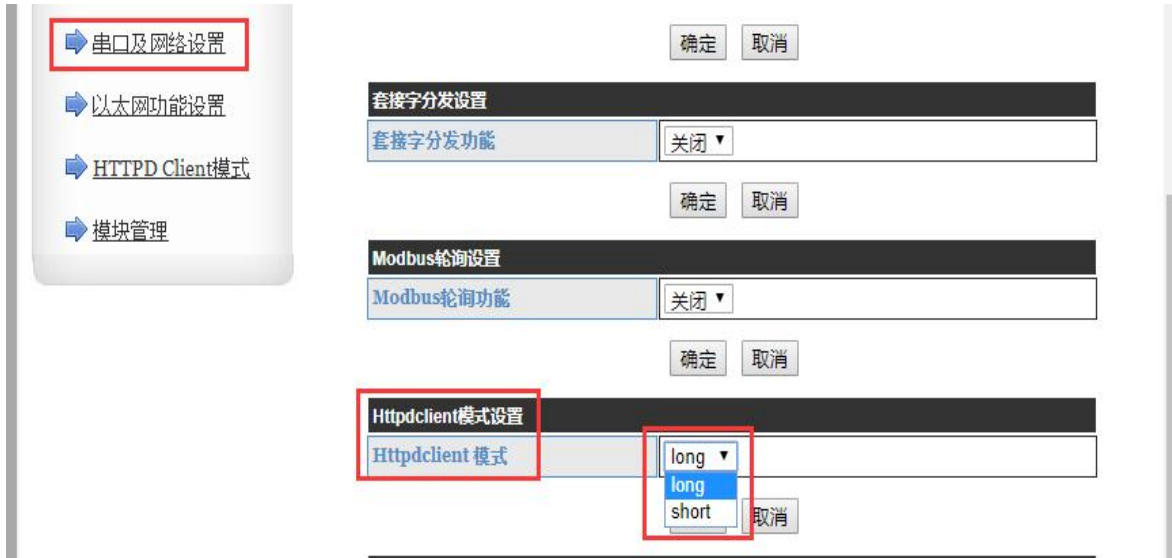 串口及网络设置
以太网功能设置
HTTPD Client模式
模块管理
确定 取消
套接字分发设置
套接字分发功能 关闭
确定 取消
Modbus轮询设置
Modbus轮询功能 关闭
确定 取消
Httpdclient模式设置
Httpdclient 模式 long
long
short
取消